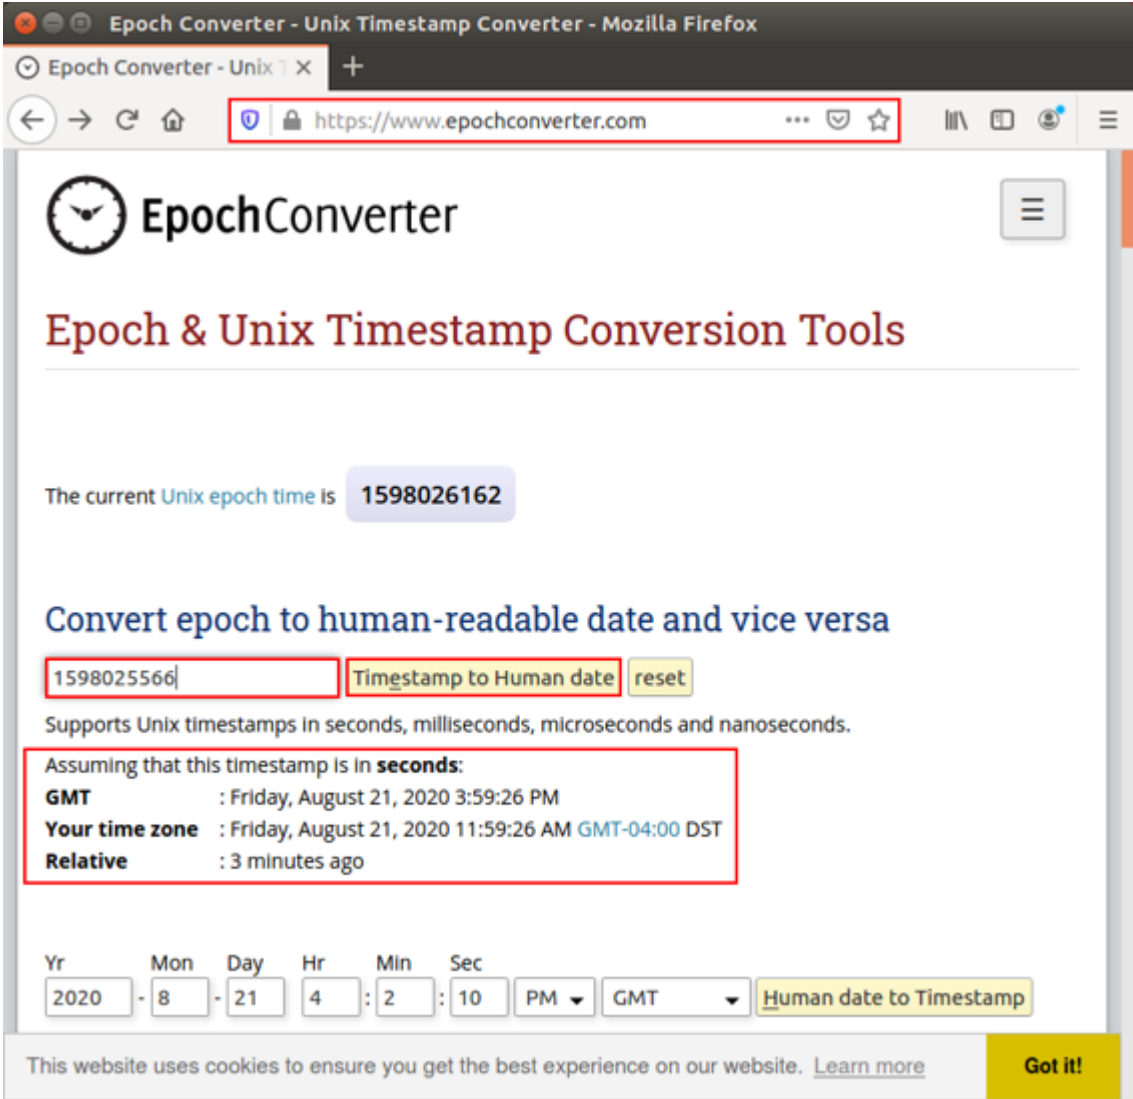 Epoch Converter - Unix Timestamp Converter - Mozilla Firefox
Epoch Converter - Unix T
https://www.epochconverter.com
EpochConverter
Epoch & Unix Timestamp Conversion Tools
The current Unix epoch time is 1598026162
Convert epoch to human-readable date and vice versa
1598025566 Timestamp to Human date reset
Supports Unix timestamps in seconds, milliseconds, microseconds and nanoseconds.
Assuming that this timestamp is in seconds:
GMT : Friday, August 21, 2020 3:59:26 PM
Your time zone : Friday, August 21, 2020 11:59:26 AM GMT-04:00 DST
Relative : 3 minutes ago
Yr Mon Day Hr Min Sec
2020 - 8 - 21 4 : 2 : 10 PM GMT Human date to Timestamp
This website uses cookies to ensure you get the best experience on our website. Learn more Got it!